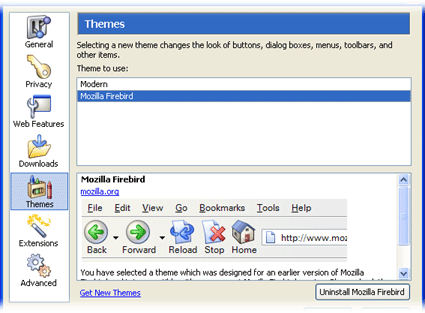 General
Privacy
Web Features
Downloads
Themes
Extensions
Advanced
Themes
Selecting a new theme changes the look of buttons, dialog boxes, menus, toolbars, and
other items.
Theme to use:
Modern
Mozilla Firebird
Mozilla Firebird
mozilla.org
File Edit View Go Bookmarks Tools Help
Back Forward Reload Stop Home http://www.moz
You have selected a theme which was designed for an earlier version of Mozilla
Get New Themes
Uninstall Mozilla Firebird